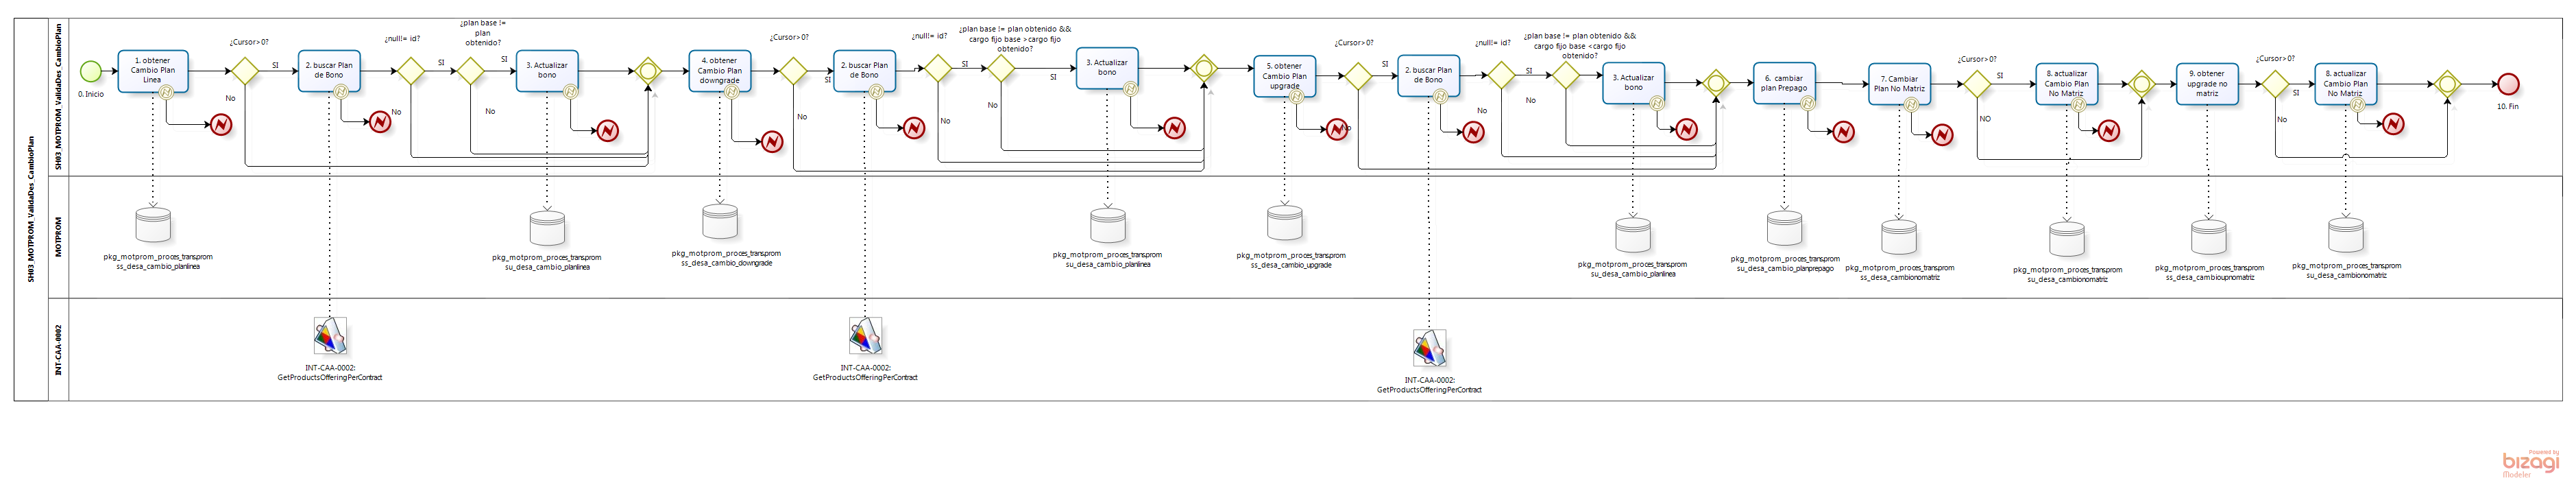 SH03_MOTPROM_ValidaDes_CambioPlan
SH03_MOTPROM_ValidaDes_CambioPlan
0. Inicio
1. obtener
Cambio Plan
Linea
¿Cursor>0?
SI
No
2. buscar Plan
de Bono
¿null!= id?
SI
No
¿plan base !=
plan
obtenido?
SI
No
3. Actualizar
bono
4. obtener
Cambio Plan
downgrade
¿Cursor>0?
SI
No
2. buscar Plan
de Bono
¿null!= id?
SI
No
¿plan base != plan obtenido &&
cargo fijo base >cargo fijo
obtenido?
SI
No
3. Actualizar
bono
5. obtener
Cambio Plan
upgrade
¿Cursor>0?
SI
No
2. buscar Plan
de Bono
¿null!= id?
SI
No
¿plan base != plan obtenido &&
cargo fijo base <cargo fijo
obtenido?
No
3. Actualizar
bono
6. cambiar
plan Prepago
7. Cambiar
Plan No Matriz
¿Cursor>0?
SI
NO
8. actualizar
Cambio Plan
No Matriz
9. obtener
upgrade no
matriz
¿Cursor>0?
SI
No
8. actualizar
Cambio Plan
No Matriz
10. Fin
MOTPROM
pkg_motprom_proces_transprom
ss_desa_cambio_planlinea
pkg_motprom_proces_transprom
su_desa_cambio_planlinea
pkg_motprom_proces_transprom
ss_desa_cambio_downgrade
pkg_motprom_proces_transprom
su_desa_cambio_planlinea
pkg_motprom_proces_transprom
ss_desa_cambio_upgrade
pkg_motprom_proces_transprom
su_desa_cambio_planlinea
pkg_motprom_proces_transprom
su_desa_cambio_planprepago
pkg_motprom_proces_transprom
ss_desa_cambionomatriz
pkg_motprom_proces_transprom
su_desa_cambionomatriz
pkg_motprom_proces_transprom
ss_desa_cambioupnomatriz
pkg_motprom_proces_transprom
su_desa_cambionomatriz
INT-CAA-0002
INT-CAA-0002:
GetProductsOfferingPerContract
INT-CAA-0002:
GetProductsOfferingPerContract
INT-CAA-0002:
GetProductsOfferingPerContract
Powered by
bizagi
Modeler